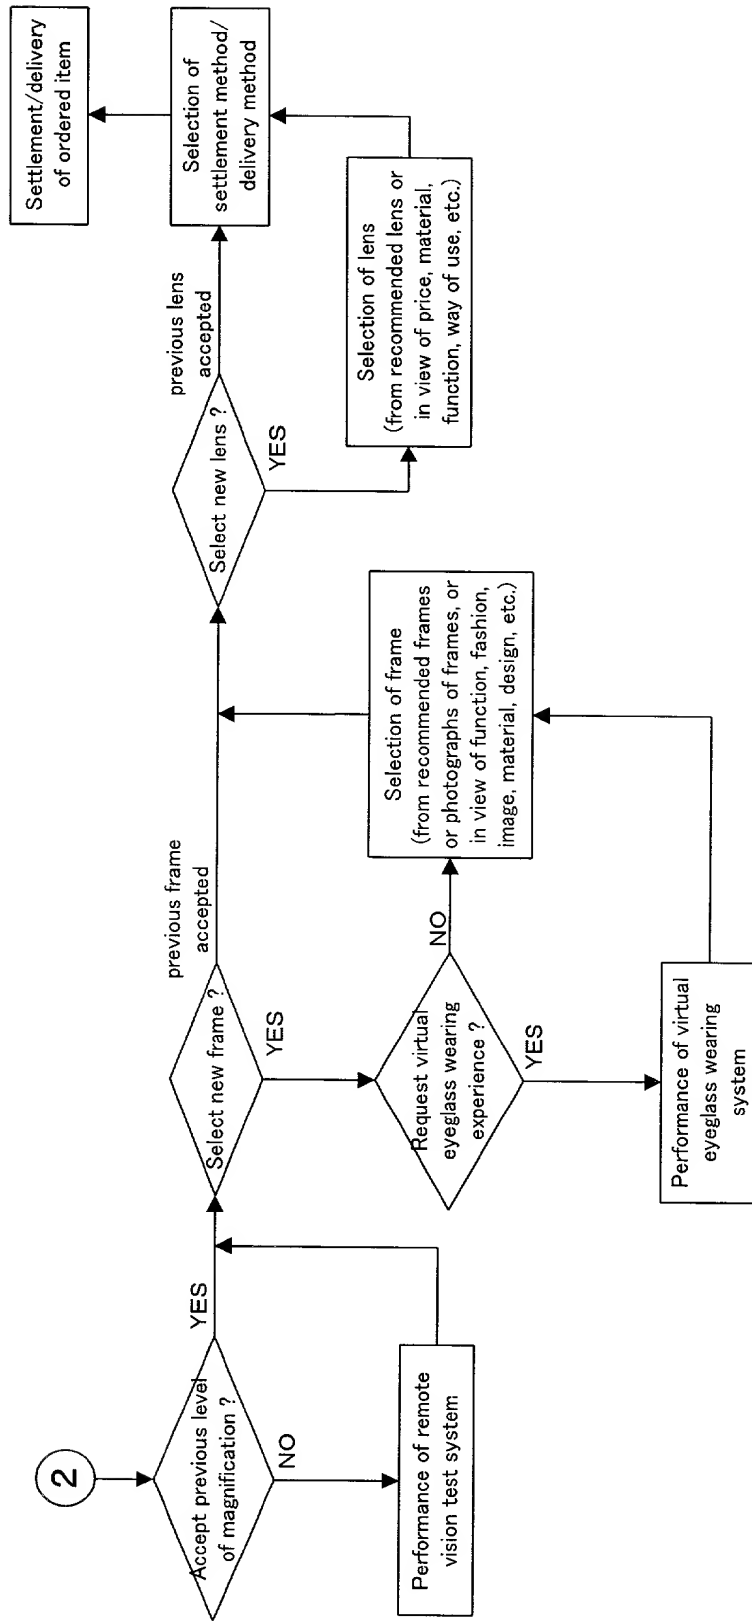 2
Accept previous level
of magnification ?
YES
NO
Performance of remote
vision test system
Select new frame ?
previous frame
accepted
YES
Request virtual
eyeglass wearing
experience ?
NO
YES
Performance of virtual
eyeglass wearing
system
Selection of frame
(from recommended frames
or photographs of frames, or
in view of function, fashion,
image, material, design, etc.)
Select new lens ?
previous lens
accepted
YES
Selection of lens
(from recommended lens or
in view of price, material,
function, way of use, etc.)
Selection of
settlement method/
delivery method
Settlement/delivery
of ordered item